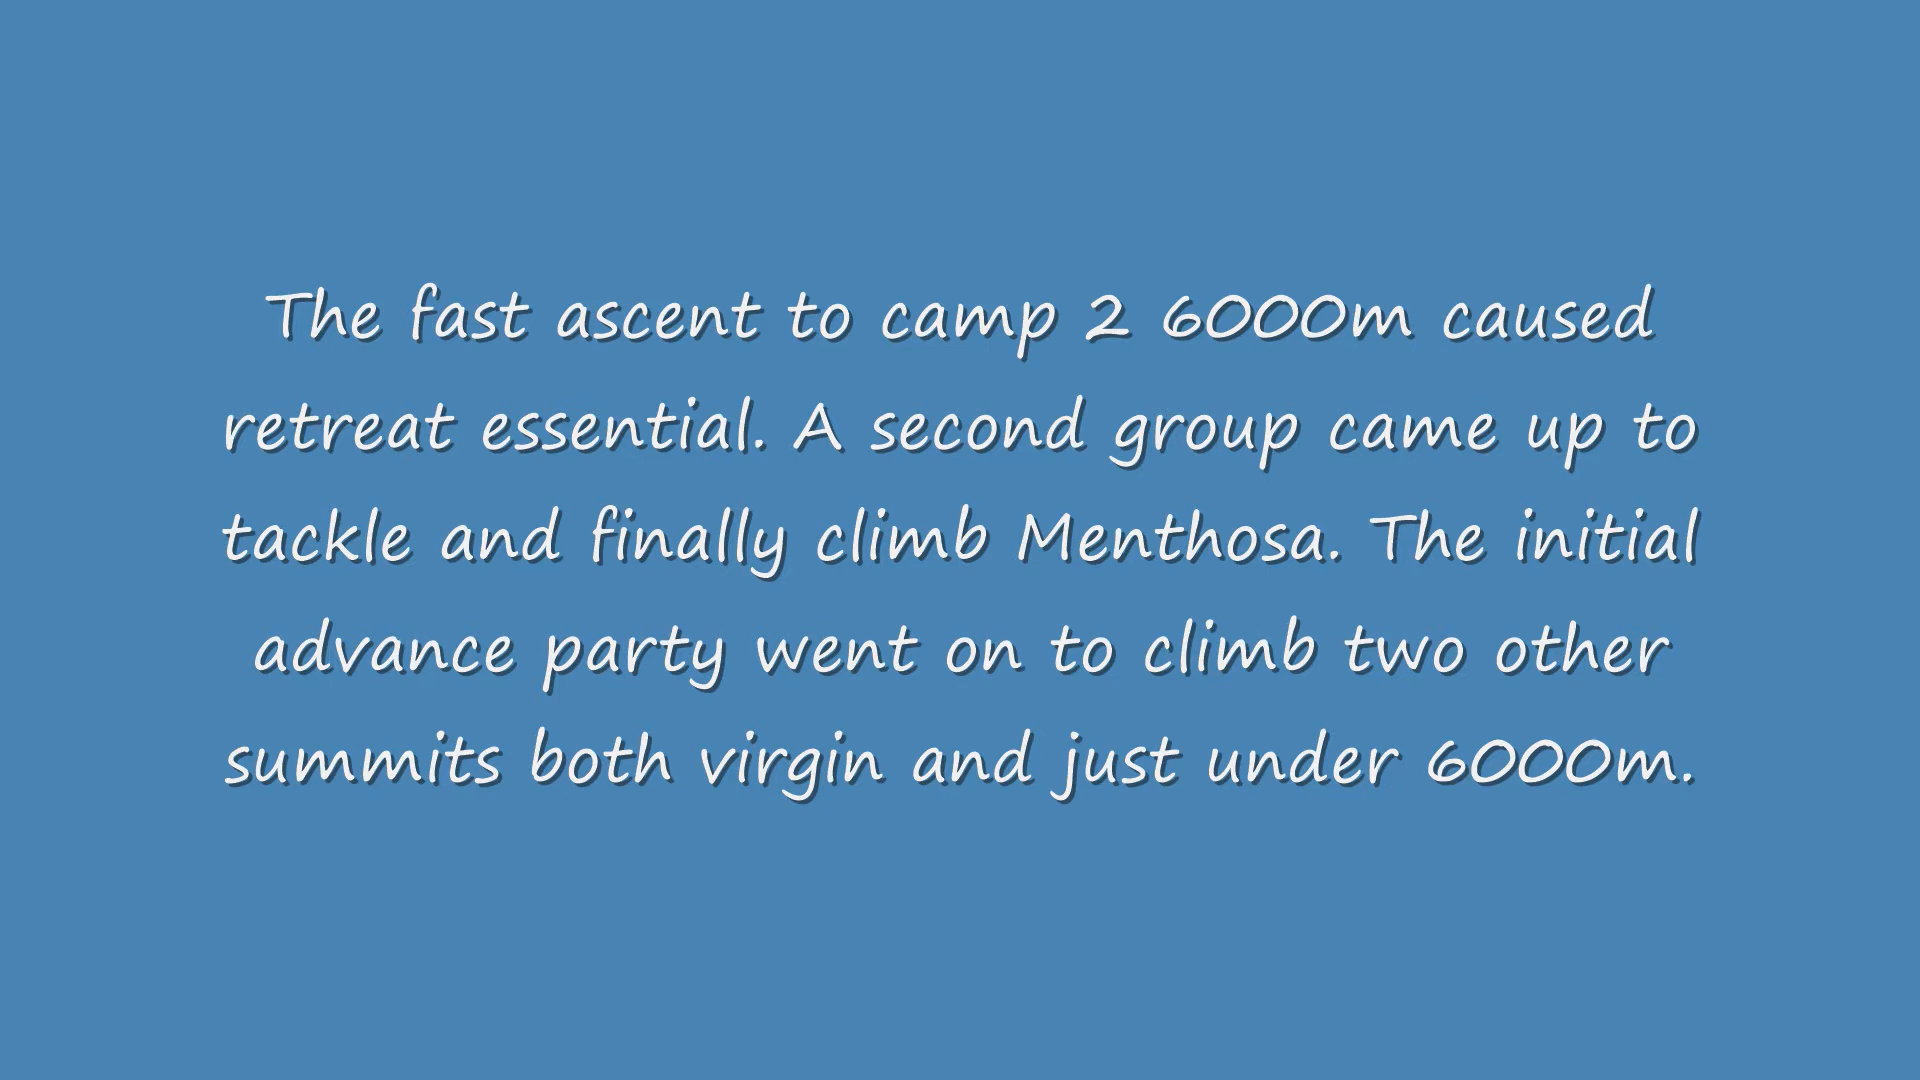 The fast ascent to camp 2 6000m caused
retreat essential. A second group came up to
tackle and finally climb Menthosa. The initial
advance party went on to climb two other
summits both virgin and just under 6000m.